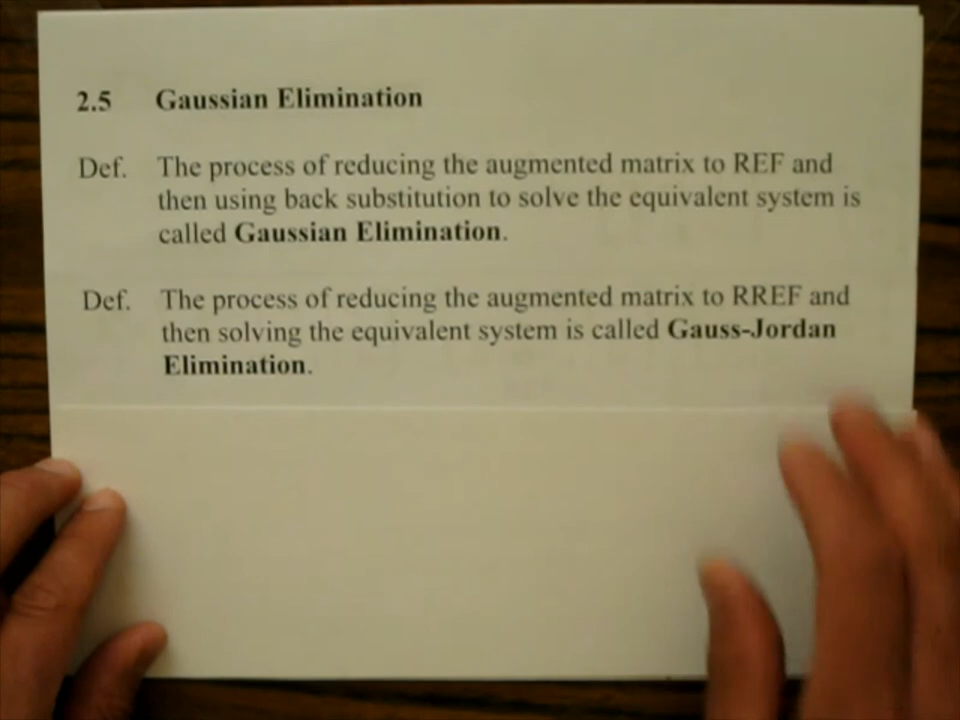 2.5 Gaussian Elimination
Def. The process of reducing the augmented matrix to REF and
then using back substitution to solve the equivalent system is
called Gaussian Elimination.
Def. The process of reducing the augmented matrix to RREF and
then solving the equivalent system is called Gauss-Jordan
Elimination.